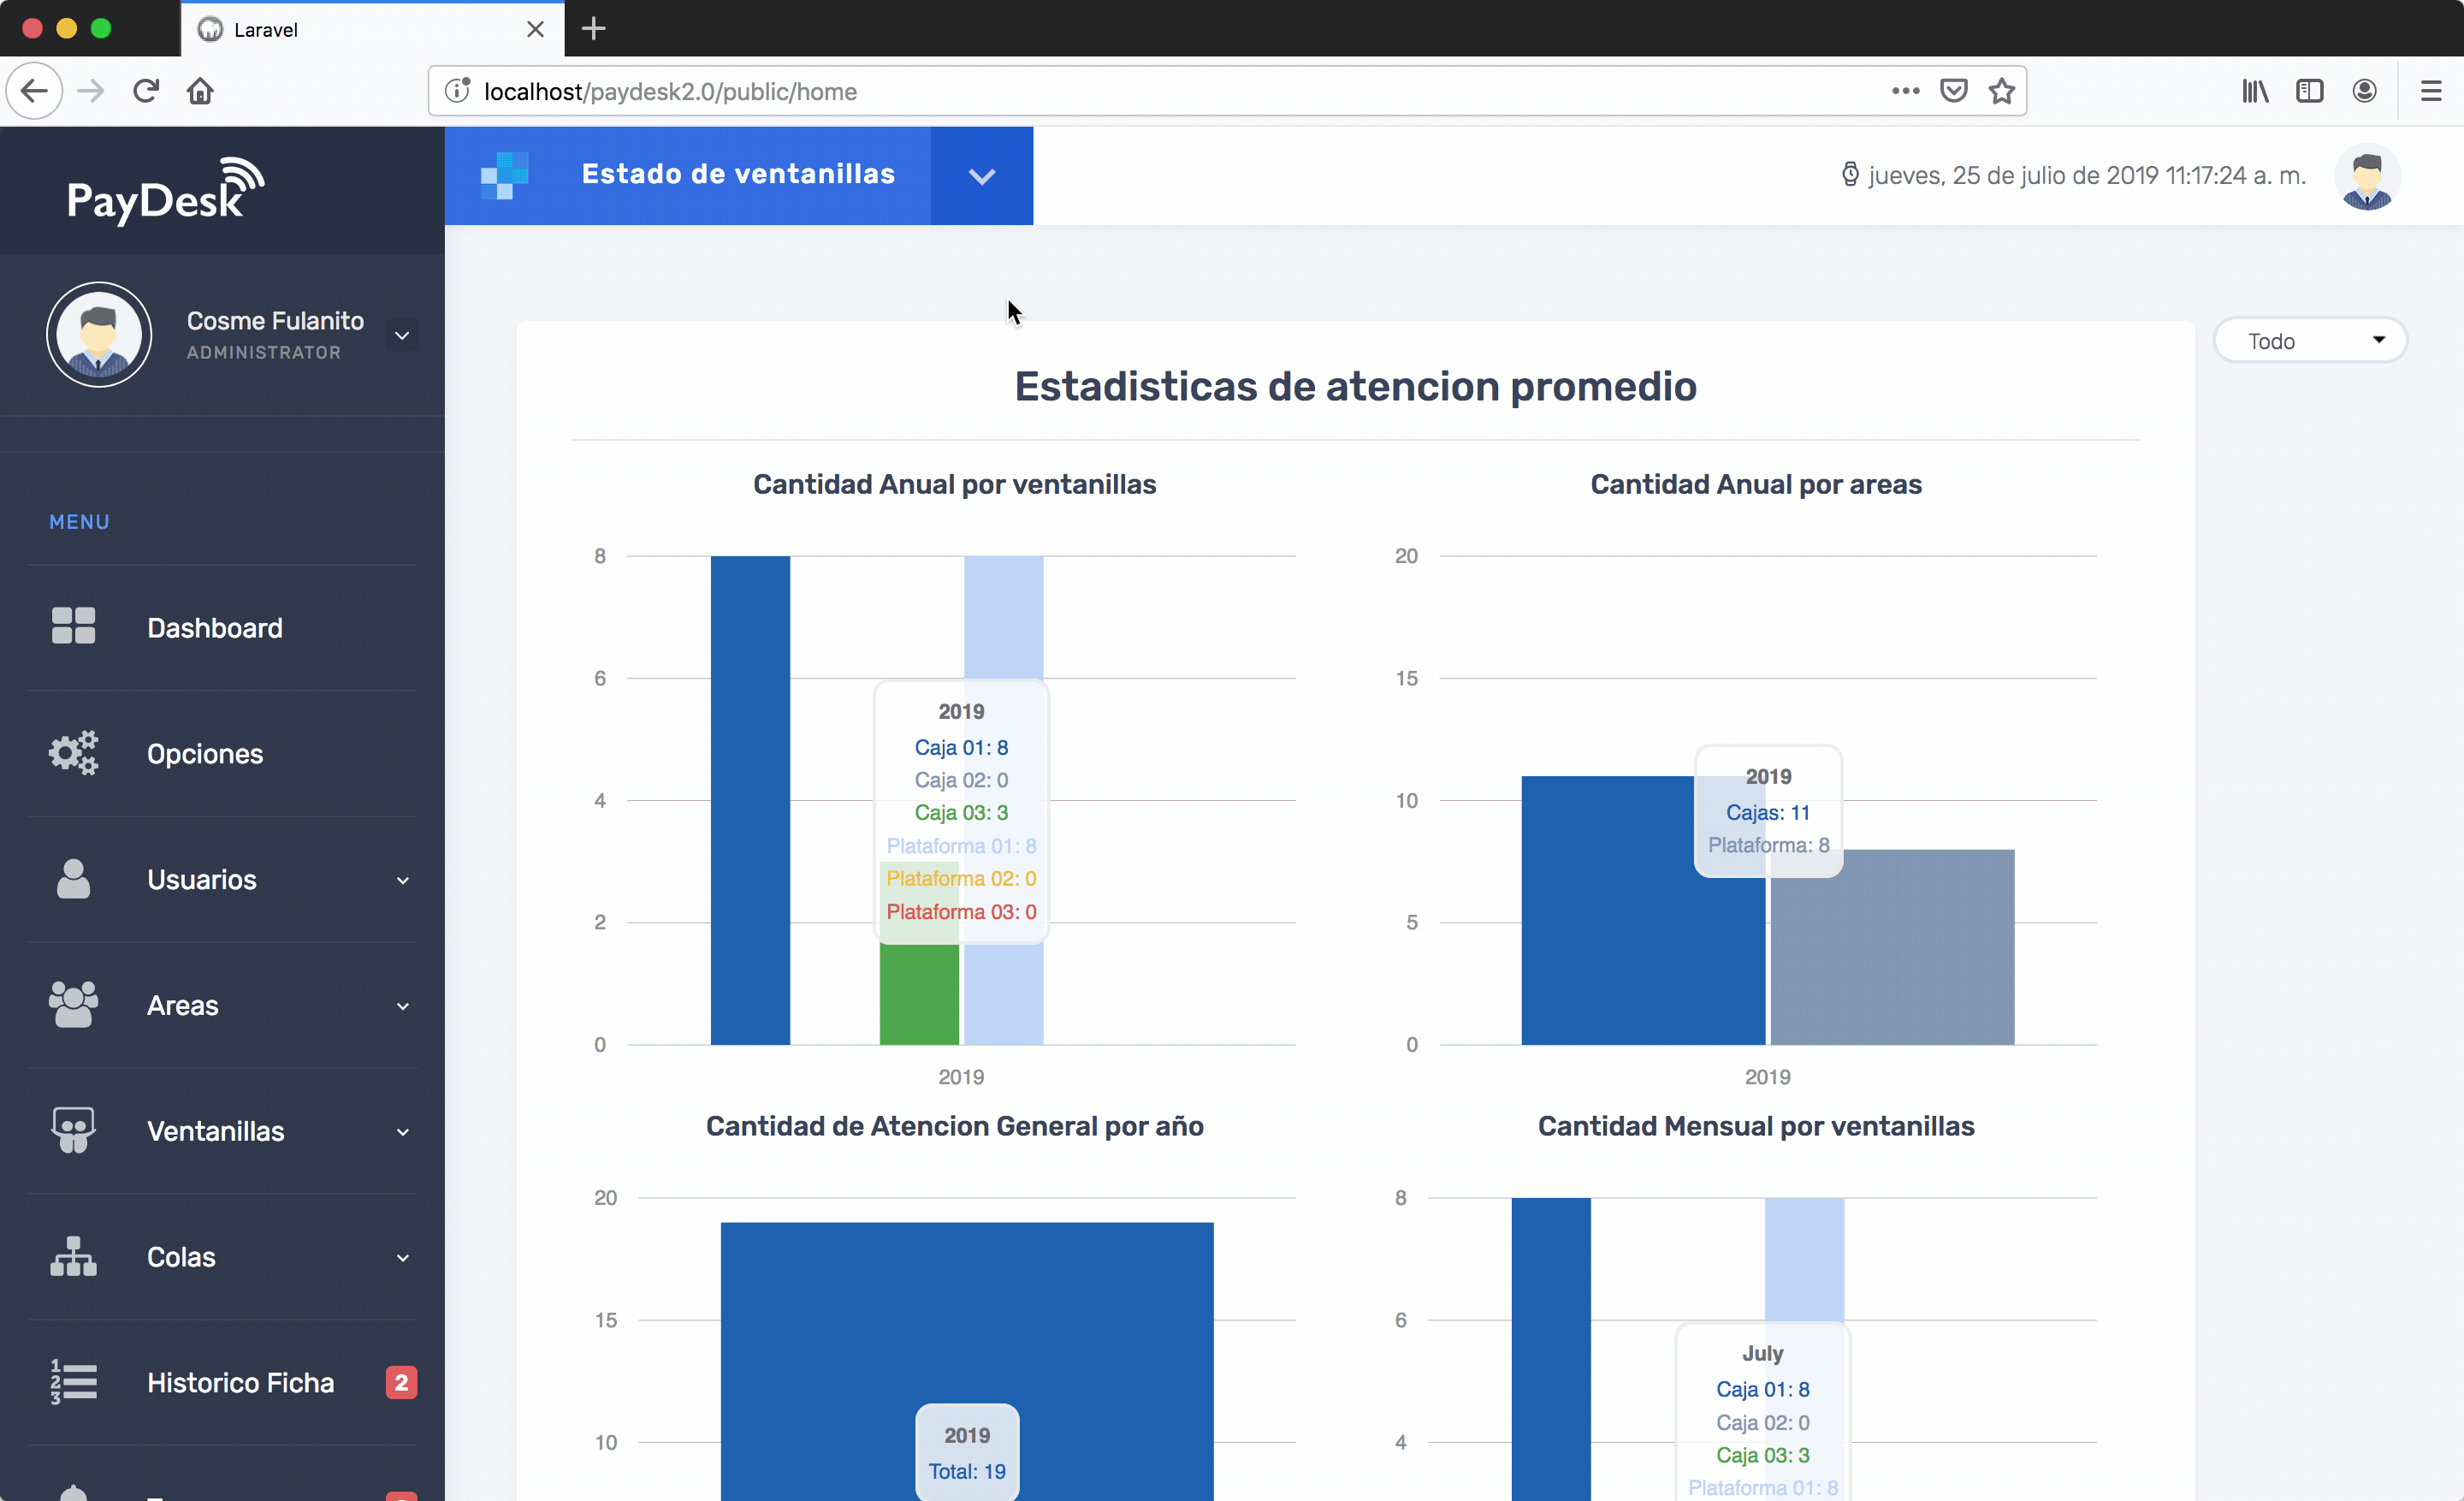 Laravel
localhost/paydesk2.0/public/home
PayDesk
Estado de ventanillas
jueves, 25 de julio de 2019 11:17:24 a. m.
Cosme Fulanito
ADMINISTRATOR
MENU
Dashboard
Opciones
Usuarios
Areas
Ventanillas
Colas
Historico Ficha
2
Todo
Estadisticas de atencion promedio
Cantidad Anual por ventanillas
8
6
4
2
0
2019
Caja 01: 8
Caja 02: 0
Caja 03: 3
Plataforma 01: 8
Plataforma 02: 0
Plataforma 03: 0
2019
Cantidad Anual por areas
20
15
10
5
0
2019
Cajas: 11
Plataforma: 8
2019
Cantidad de Atencion General por año
20
15
10
2019
Total: 19
Cantidad Mensual por ventanillas
8
6
4
July
Caja 01: 8
Caja 02: 0
Caja 03: 3
Plataforma 01: 8